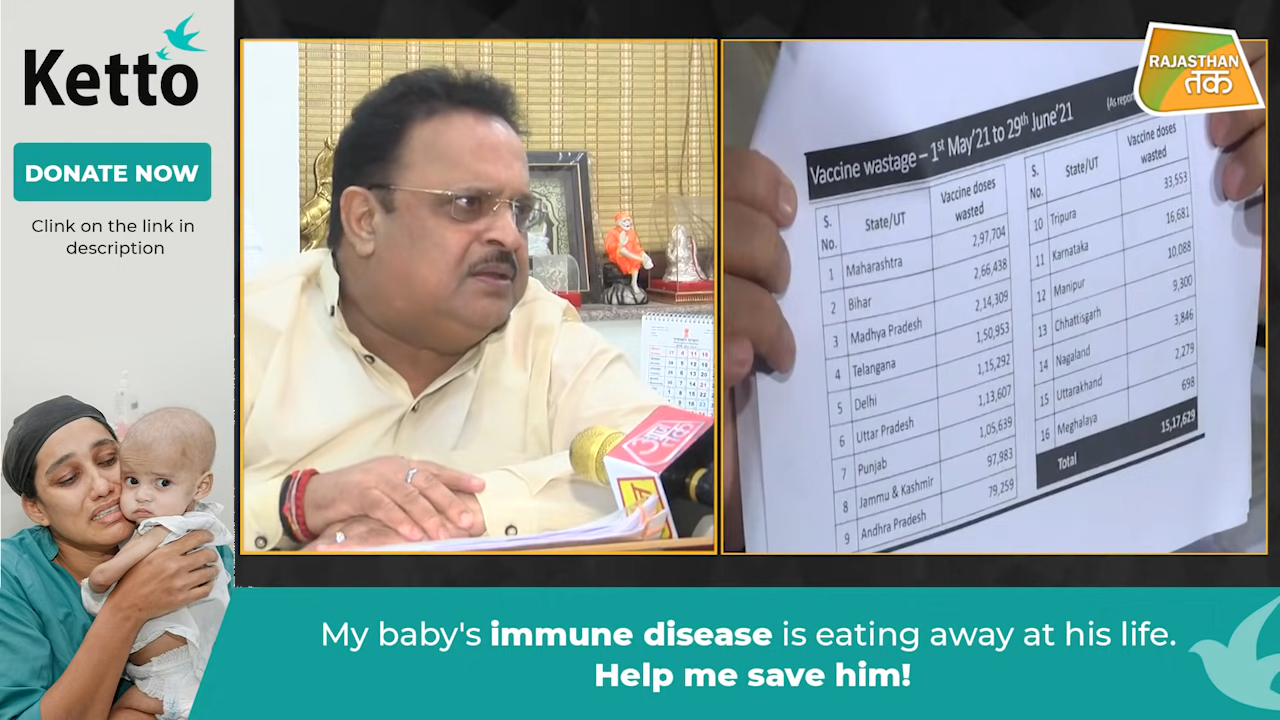 Ketto
DONATE NOW
Clink on the link in
description
RAJASTHAN
तक
Vaccine wastage – 1st May'21 to 29th June'21
(As repor
S. No. State/UT Vaccine doses wasted
1 Maharashtra 2,97,704
2 Bihar 2,66,438
3 Madhya Pradesh 2,14,309
4 Telangana 1,50,953
5 Delhi 1,15,292
6 Uttar Pradesh 1,13,607
7 Punjab 1,05,639
8 Jammu & Kashmir 97,983
9 Andhra Pradesh 79,259
S. No. State/UT Vaccine doses wasted
10 Tripura 33,553
11 Karnataka 16,681
12 Manipur 10,088
13 Chhattisgarh 9,300
14 Nagaland 3,846
15 Uttarakhand 2,279
16 Meghalaya 698
Total 15,17,629
आज तक
My baby's immune disease is eating away at his life.
Help me save him!